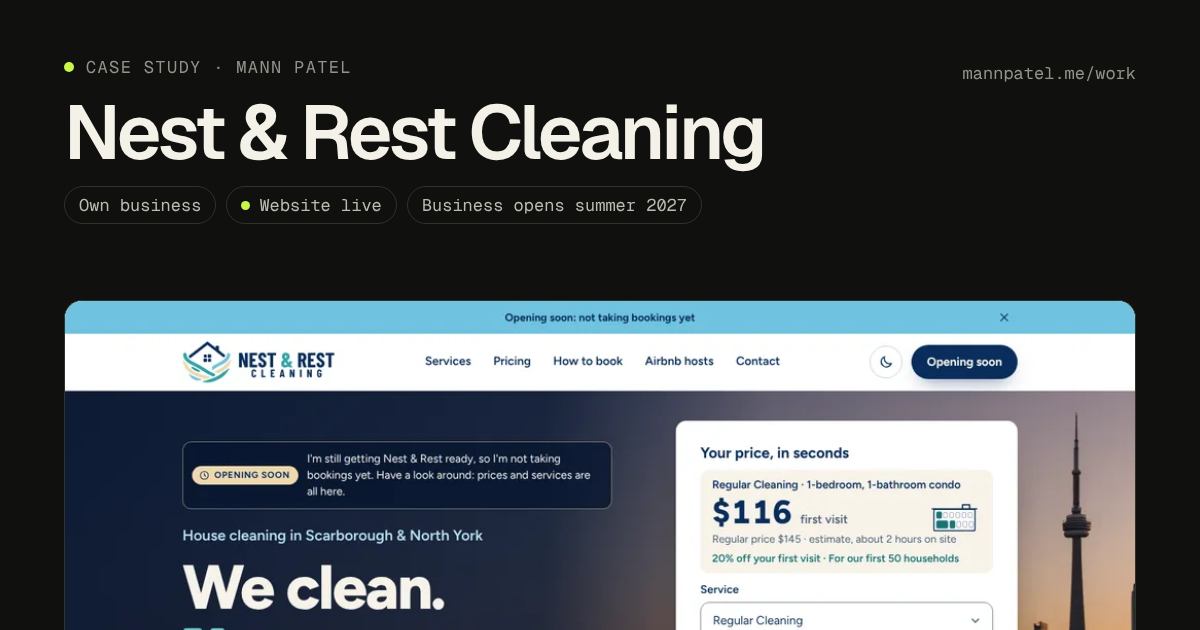 CASE STUDY · MANN PATEL
mannpatel.me/work
Nest & Rest Cleaning
Own business
Website live
Business opens summer 2027
Opening soon: not taking bookings yet
NEST & REST
CLEANING
Services
Pricing
How to book
Airbnb hosts
Contact
Opening soon
OPENING SOON
I'm still getting Nest & Rest ready, so I'm not taking
bookings yet. Have a look around: prices and services are
all here.
House cleaning in Scarborough & North York
We clean.
Your price, in seconds
Regular Cleaning · 1-bedroom, 1-bathroom condo
$116 first visit
Regular price $145 · estimate, about 2 hours on site
20% off your first visit · For our first 50 households
Service
Regular Cleaning